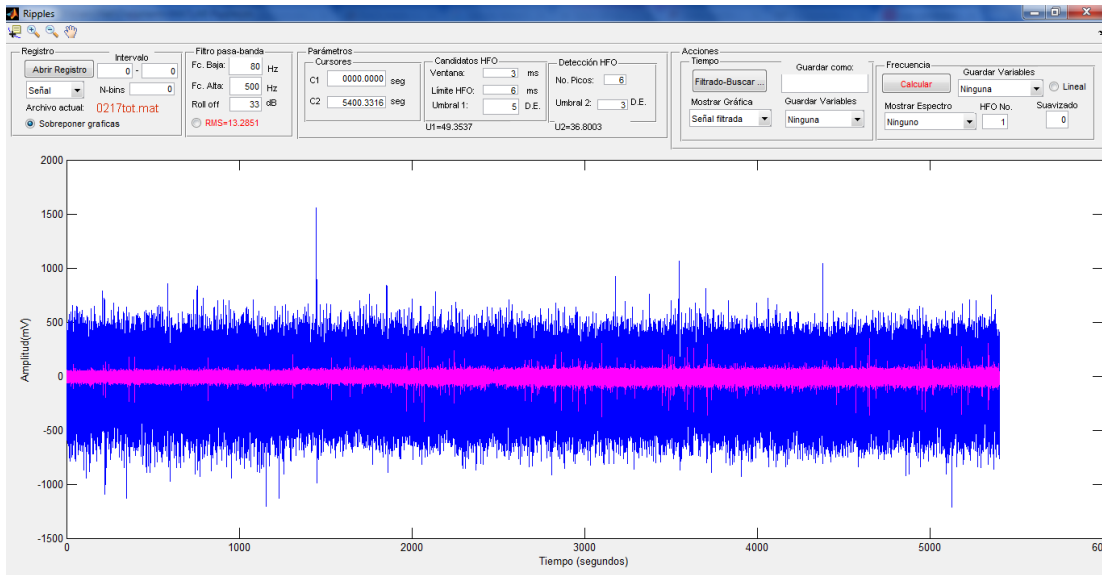 Ripples
Registro
Intervalo
Abrir Registro
0 - 0
Señal
N-bins
0
Archivo actual:
0217tot.mat
Sobreponer graficas
Filtro pasa-banda
Fc. Baja: 80 Hz
Fc. Alta: 500 Hz
Roll off 33 dB
RMS=13.2851
Parámetros
Cursores
C1 0000.0000 seg
C2 5400.3316 seg
Candidatos HFO
Ventana: 3 ms
Límite HFO: 6 ms
Umbral 1: 5 D.E.
U1=49.3537
Detección HFO
No. Picos: 6
Umbral 2: 3 D.E.
U2=36.8003
Acciones
Tiempo
Filtrado-Buscar ...
Guardar como:
Mostrar Gráfica
Señal filtrada
Guardar Variables
Ninguna
Frecuencia
Calcular
Guardar Variables
Ninguna
Lineal
Mostrar Espectro
Ninguno
HFO No.
1
Suavizado
0
2000
1500
1000
500
0
-500
-1000
-1500
Amplitud(mV)
0 1000 2000 3000 4000 5000 60
Tiempo (segundos)